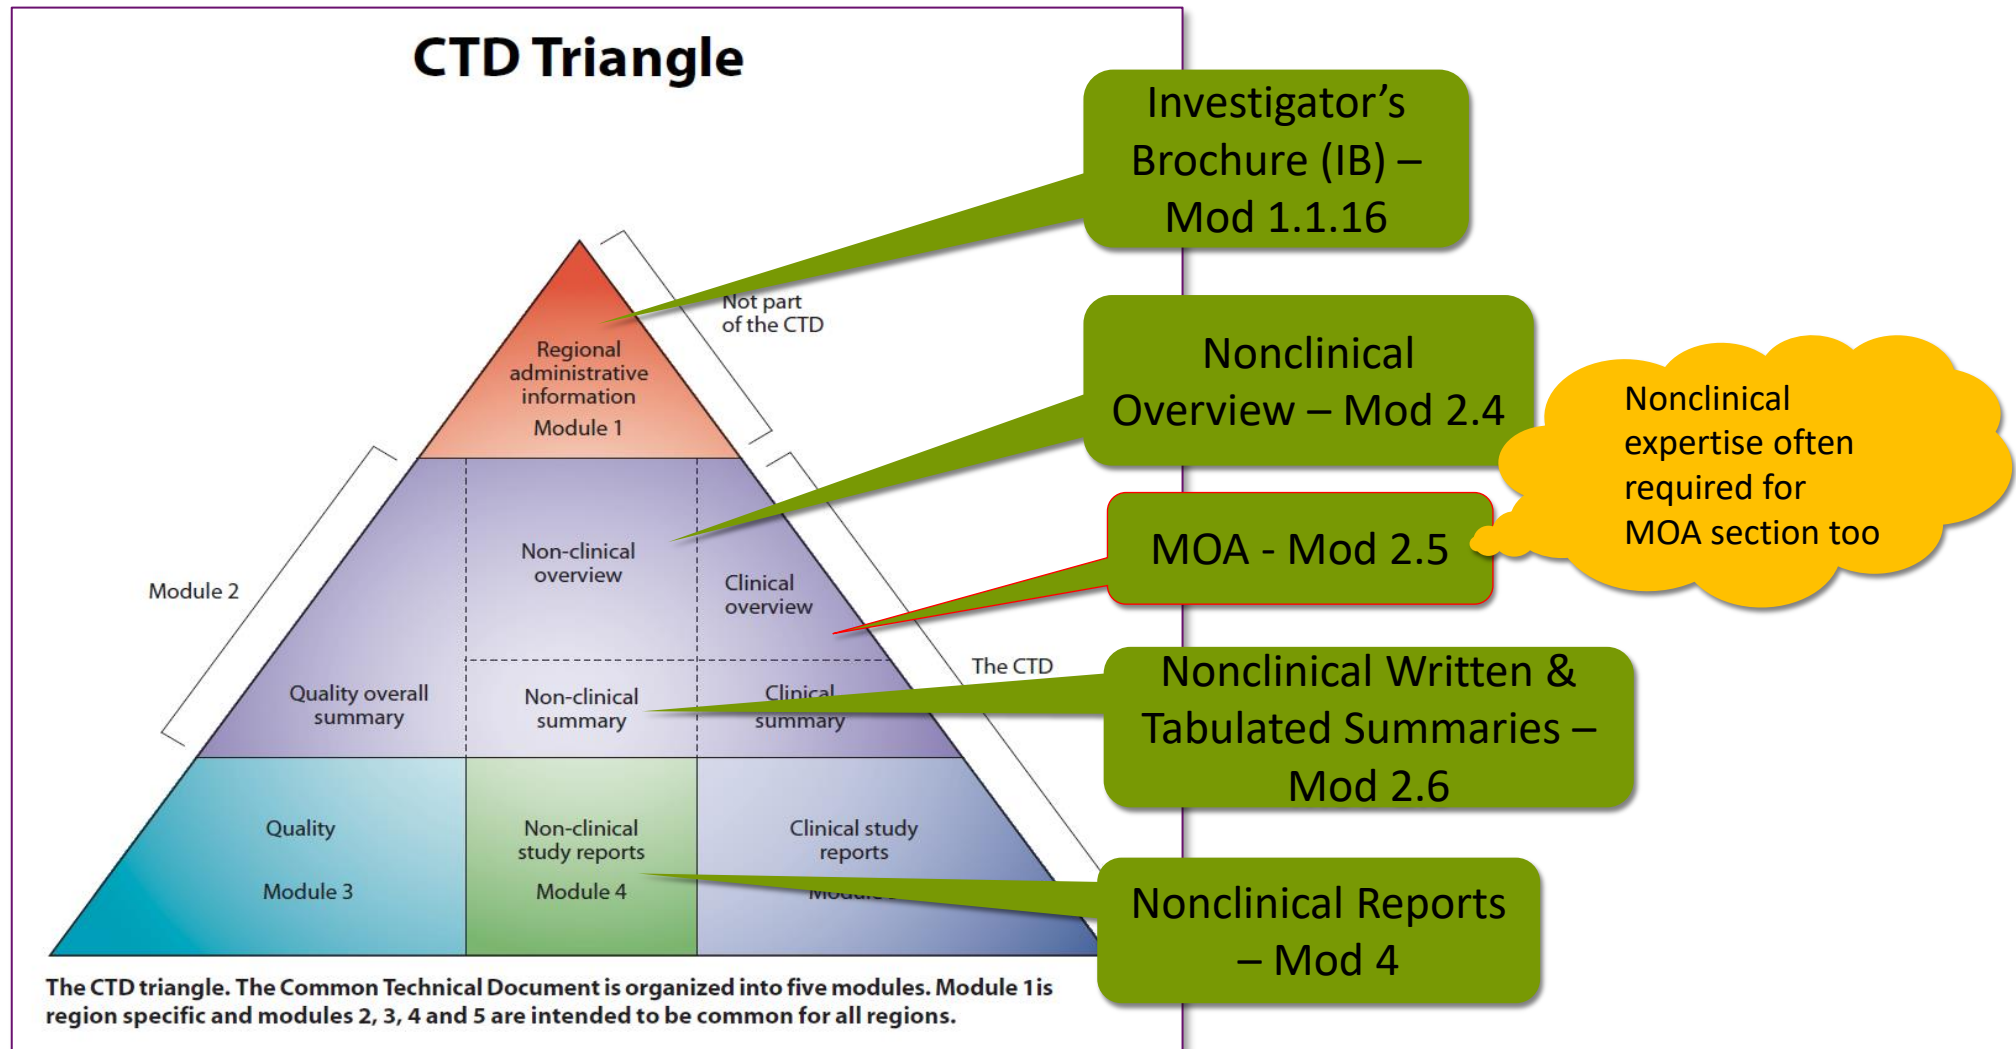 CTD Triangle
Investigator’s
Brochure (IB) –
Mod 1.1.16
Not part
of the CTD
Regional
administrative
information
Module 1
Nonclinical
Overview – Mod 2.4
Nonclinical
expertise often
required for
MOA section too
MOA - Mod 2.5
Non-clinical
overview
Clinical
overview
Module 2
The CTD
Nonclinical Written &
Tabulated Summaries –
Mod 2.6
Quality overall
summary
Non-clinical
summary
Clinical
summary
Quality
Module 3
Non-clinical
study reports
Module 4
Clinical study
reports
Nonclinical Reports
– Mod 4
The CTD triangle. The Common Technical Document is organized into five modules. Module 1 is
region specific and modules 2, 3, 4 and 5 are intended to be common for all regions.